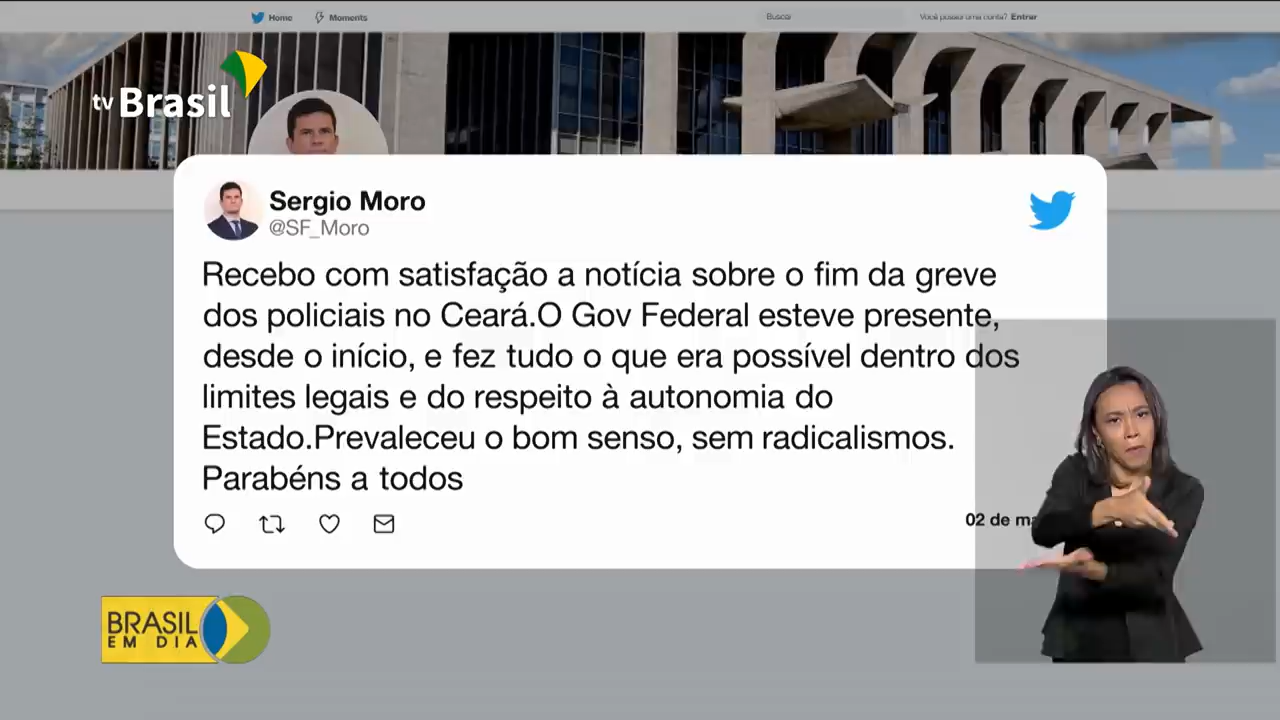 Home Moments Buscar Você possui uma conta? Entrar
tv Brasil
Sergio Moro
@SF_Moro
Recebo com satisfação a notícia sobre o fim da greve
dos policiais no Ceará.O Gov Federal esteve presente,
desde o início, e fez tudo o que era possível dentro dos
limites legais e do respeito à autonomia do
Estado.Prevaleceu o bom senso, sem radicalismos.
Parabéns a todos
02 de
BRASIL
EM DIA